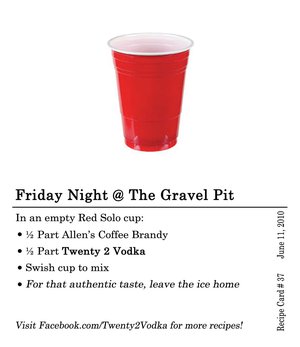 Friday Night @ The Gravel Pit
In an empty Red Solo cup:
• ½ Part Allen's Coffee Brandy
• ½ Part Twenty 2 Vodka
• Swish cup to mix
• For that authentic taste, leave the ice home
Visit Facebook.com/Twenty2Vodka for more recipes!
Recipe Card # 37 June 11, 2010